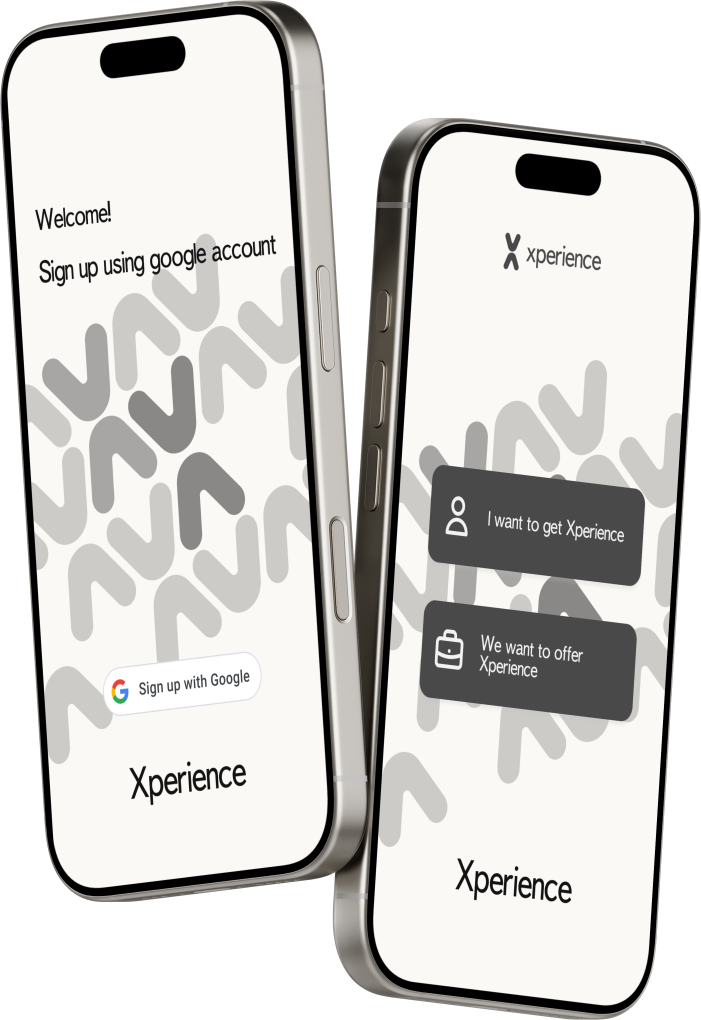 Welcome!
Sign up using google account
Sign up with Google
Xperience
xperience
I want to get Xperience
We want to offer
Xperience
Xperience